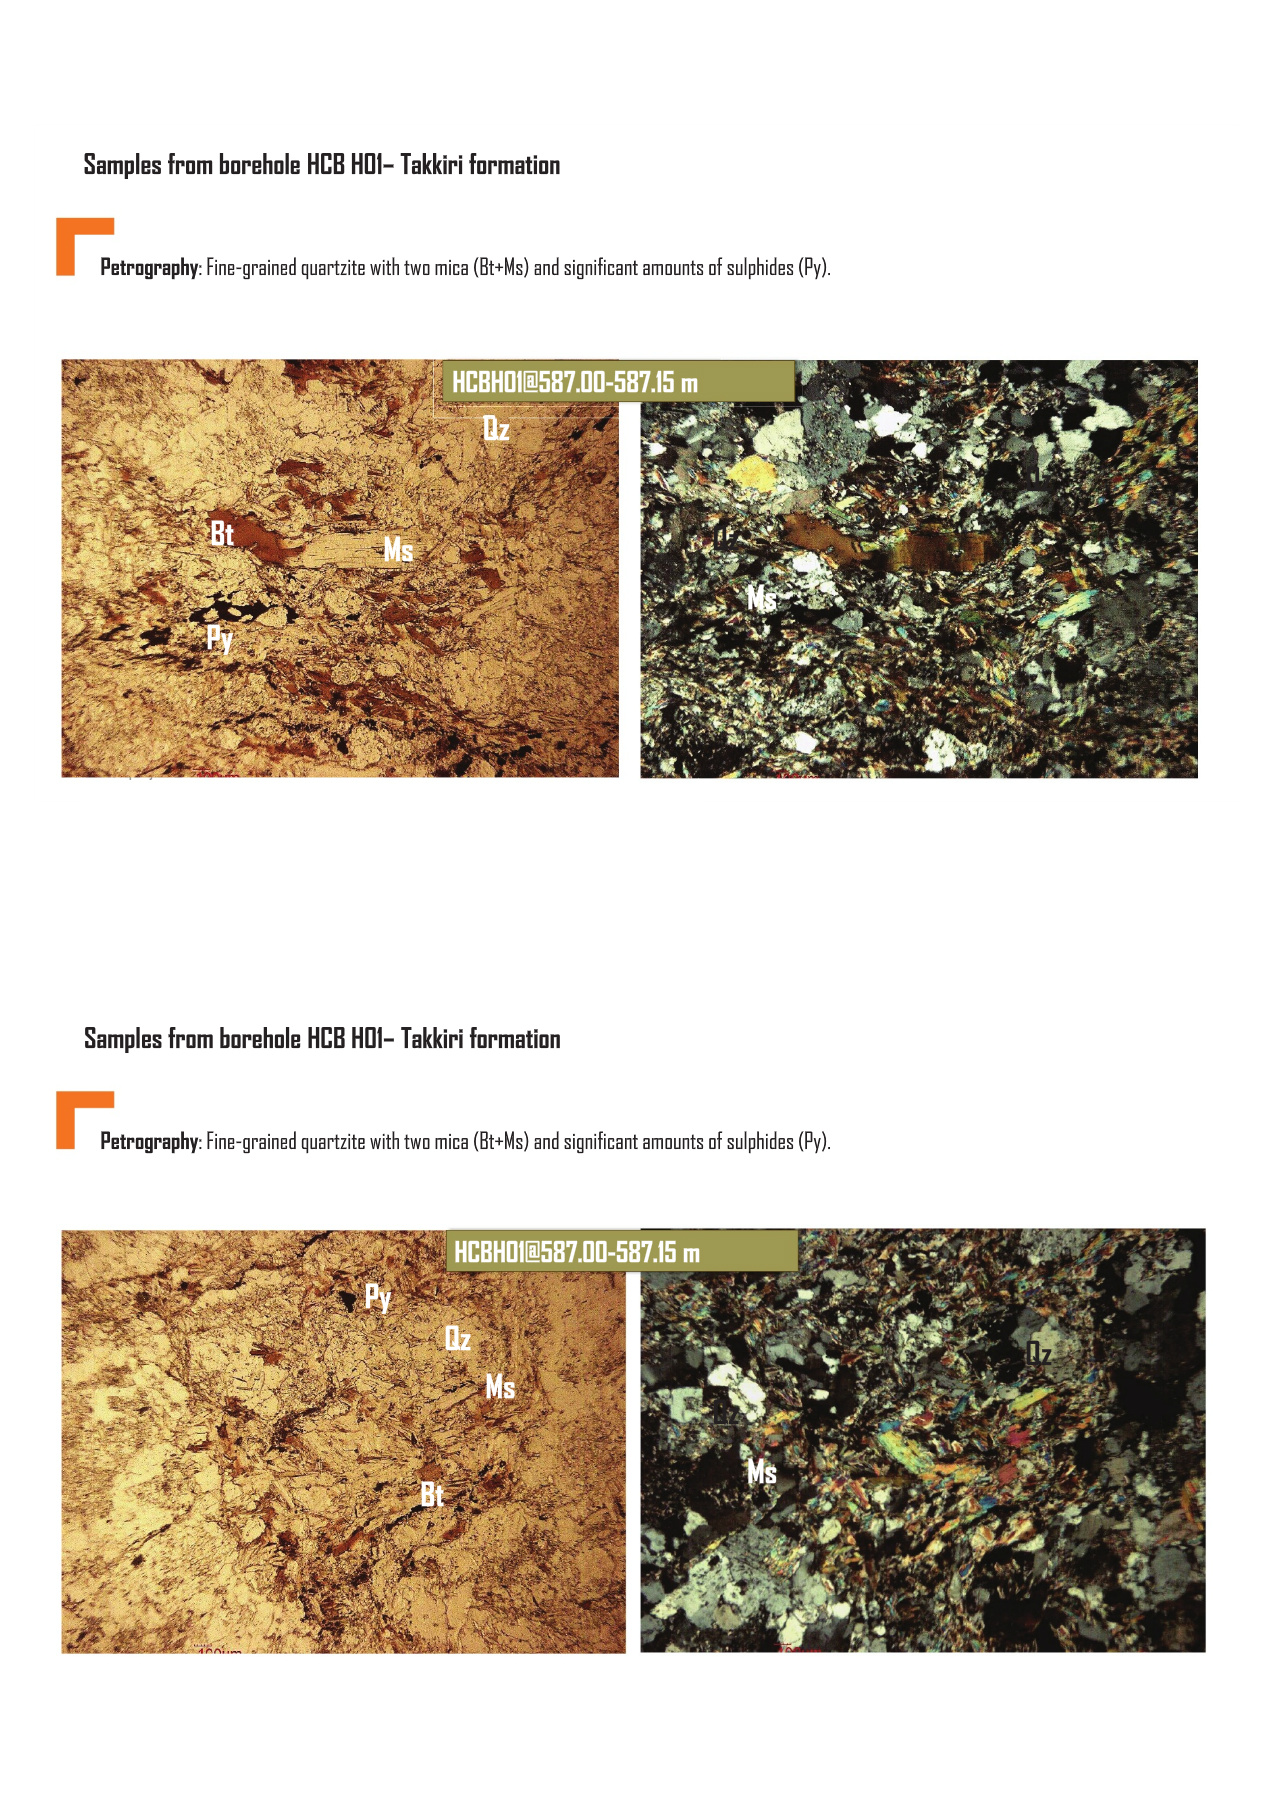 Samples from borehole HCB H01– Takkiri formation
Petrography: Fine-grained quartzite with two mica (Bt+Ms) and significant amounts of sulphides (Py).
HCBH01@587.00-587.15 m
Qz
Bt
Ms
Py
Ms
Samples from borehole HCB H01– Takkiri formation
Petrography: Fine-grained quartzite with two mica (Bt+Ms) and significant amounts of sulphides (Py).
HCBH01@587.00-587.15 m
Py
Qz
Ms
Bt
100µm
Qz
Ms